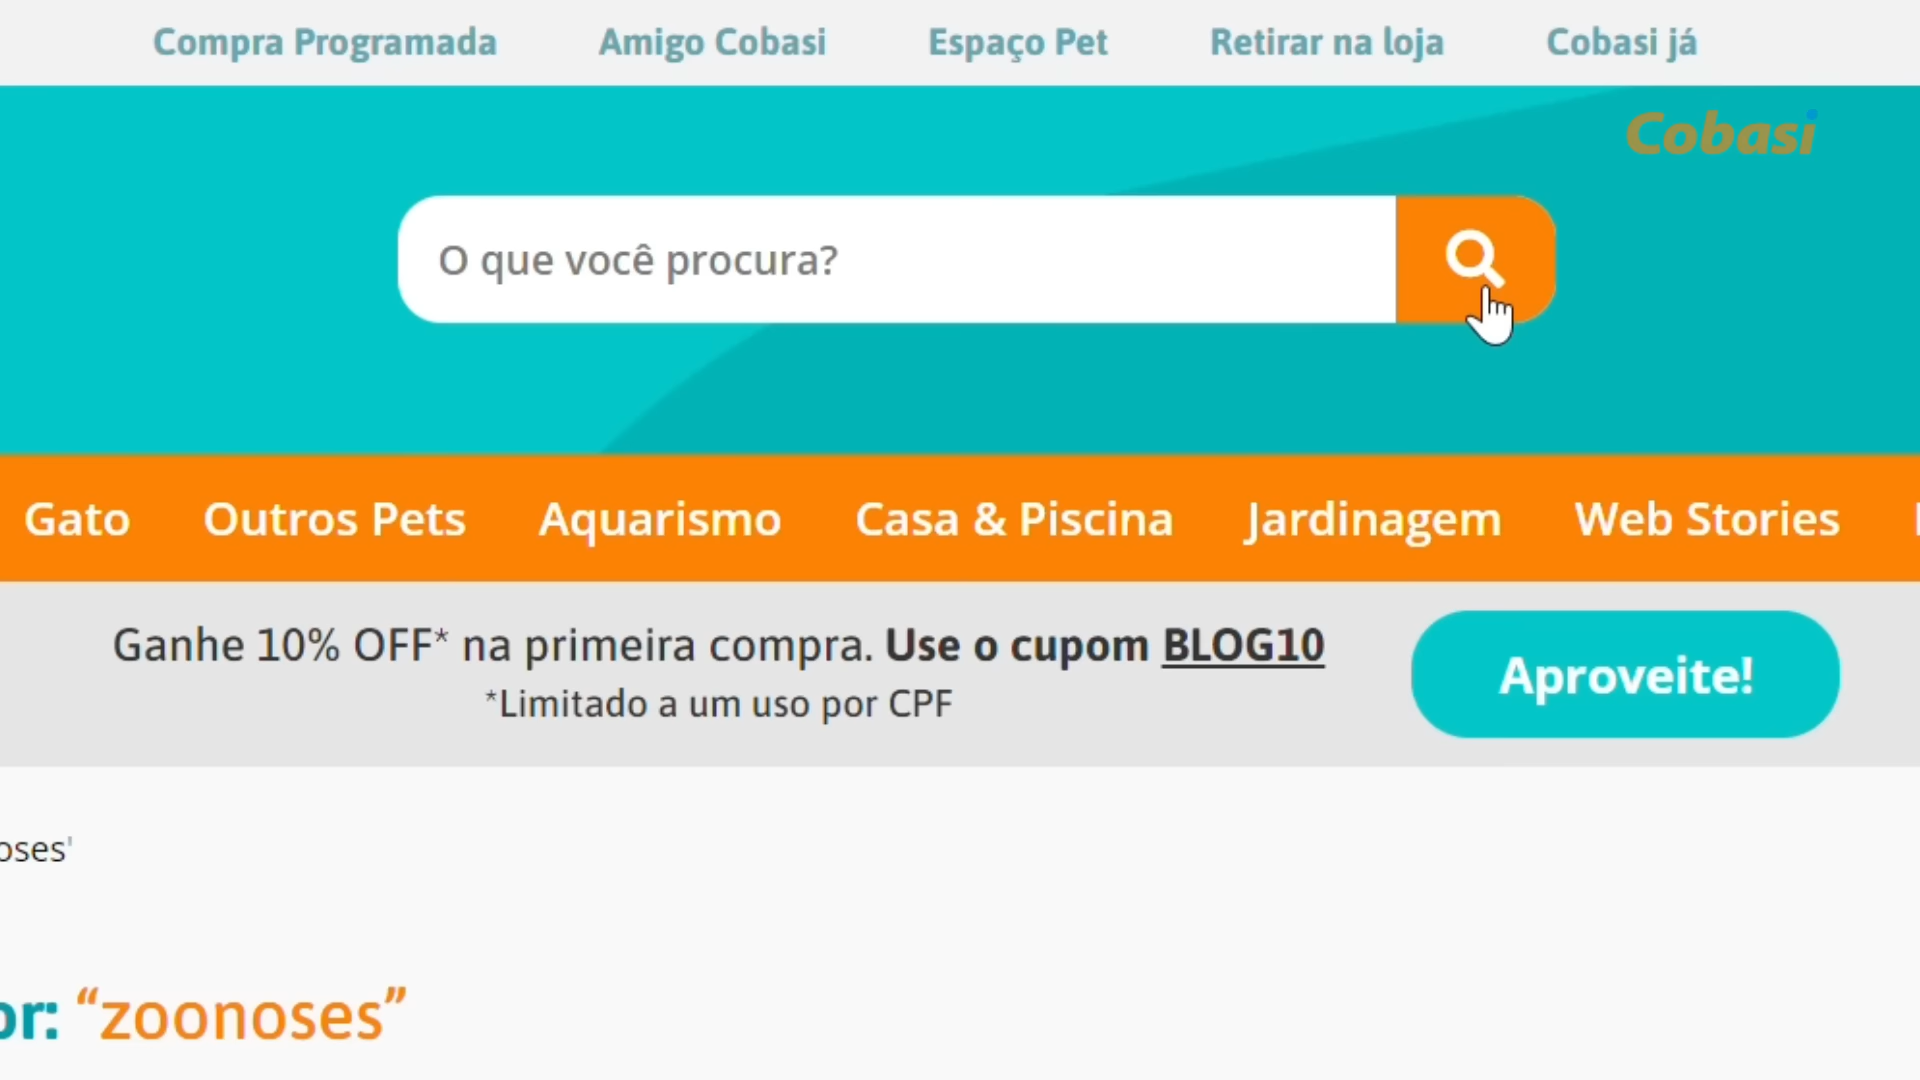 Compra Programada Amigo Cobasi Espaço Pet Retirar na loja Cobasi já
Cobasi
O que você procura?
Gato Outros Pets Aquarismo Casa & Piscina Jardinagem Web Stories
Ganhe 10% OFF* na primeira compra. Use o cupom BLOG10
*Limitado a um uso por CPF
Aproveite!
oses'
or: “zoonoses”